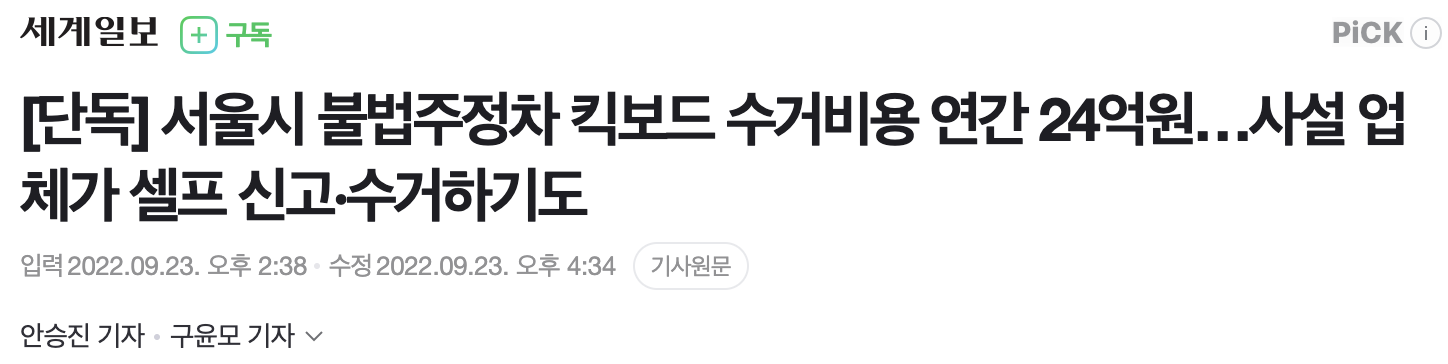 세계일보 구독 PiCK i
[단독] 서울시 불법주정차 킥보드 수거비용 연간 24억원…사설 업
체가 셀프 신고·수거하기도
입력 2022.09.23. 오후 2:38 · 수정 2022.09.23. 오후 4:34 기사원문
안승진 기자 · 구윤모 기자